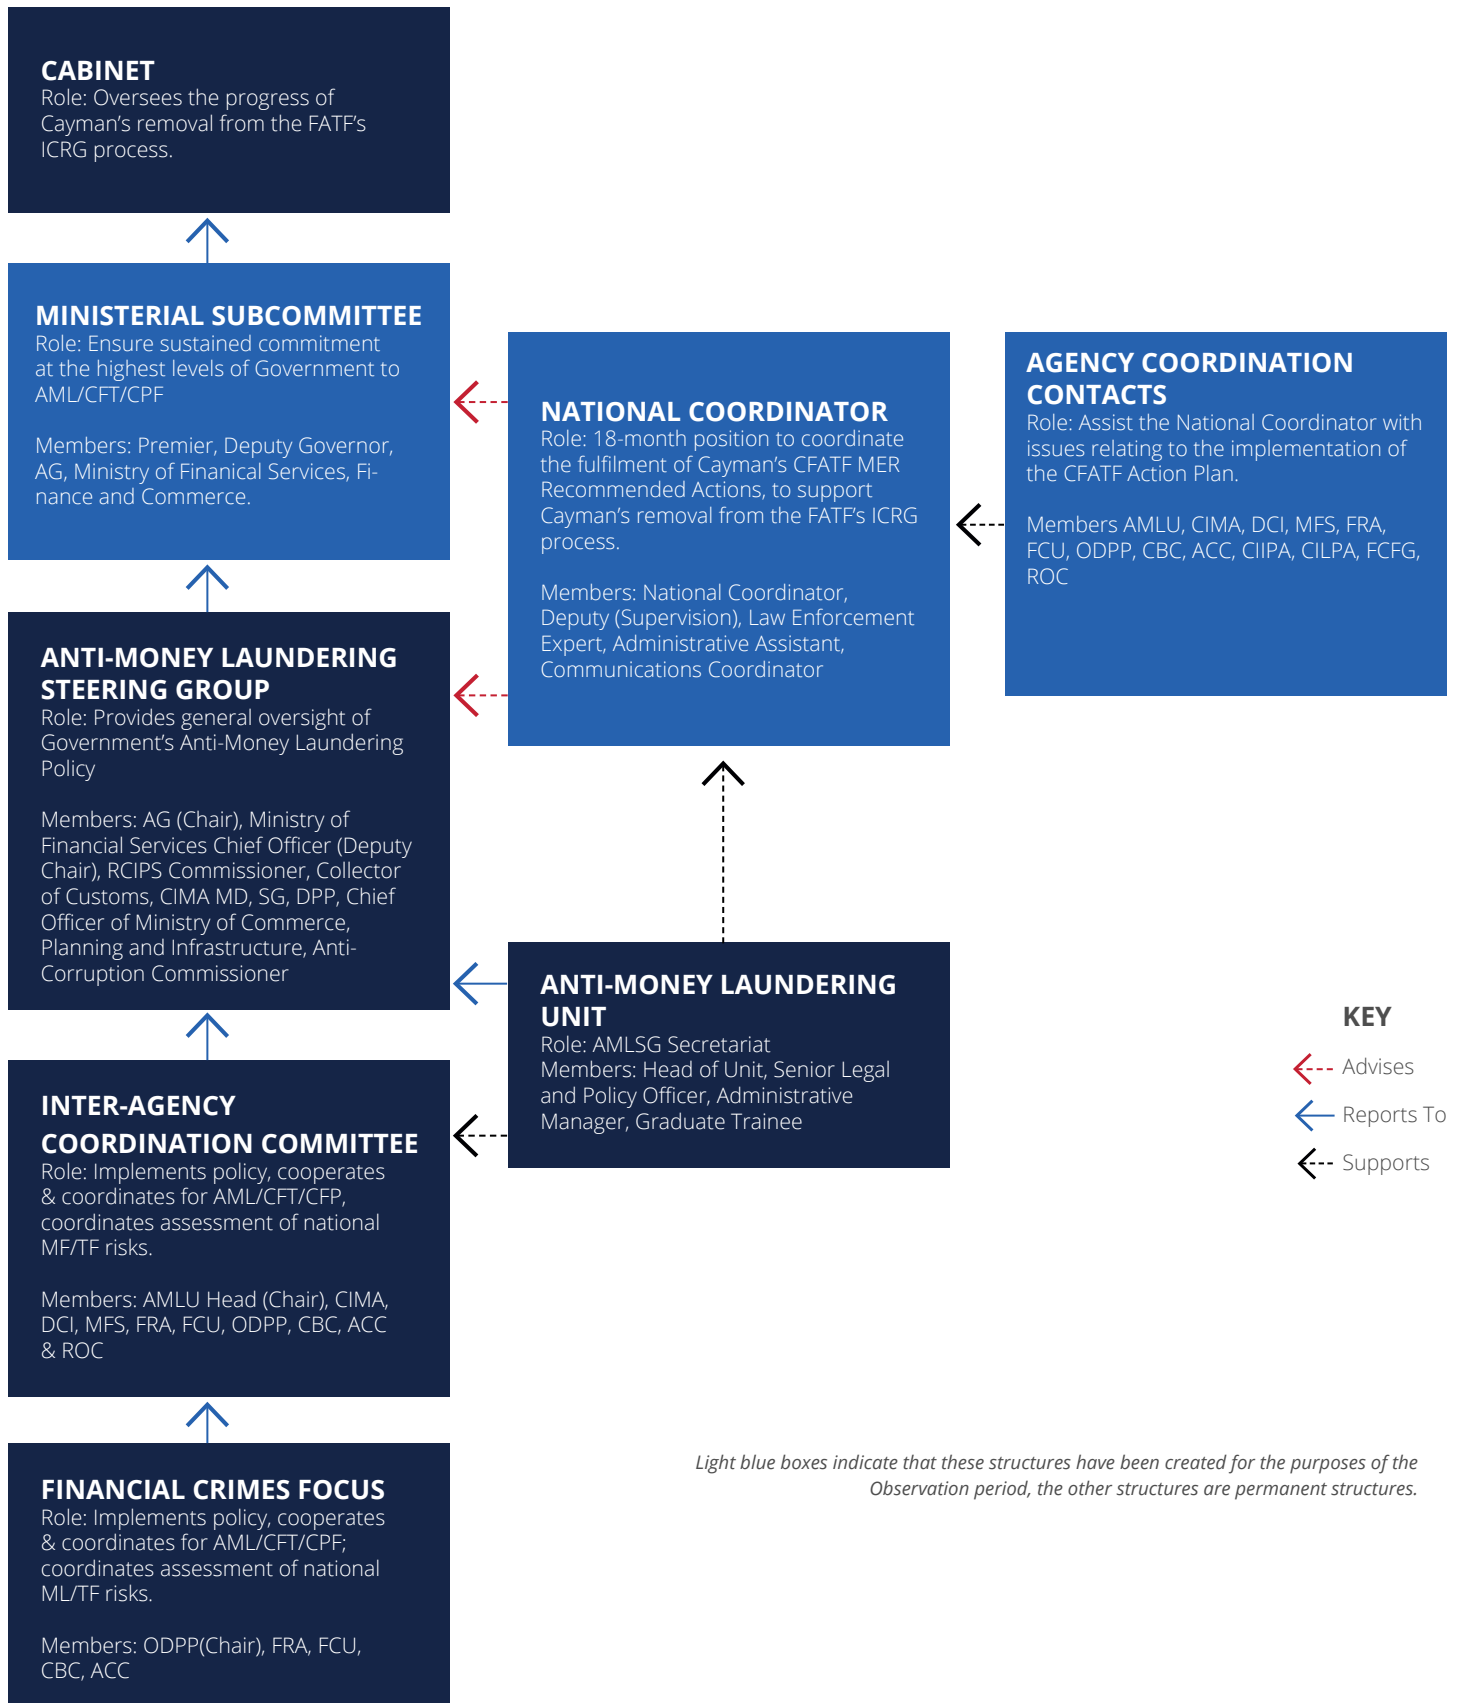 CABINET
Role: Oversees the progress of
Cayman’s removal from the FATF’s
ICRG process.
MINISTERIAL SUBCOMMITTEE
Role: Ensure sustained commitment
at the highest levels of Government to
AML/CFT/CPF
Members: Premier, Deputy Governor,
AG, Ministry of Finanical Services, Fi-
nance and Commerce.
NATIONAL COORDINATOR
Role: 18-month position to coordinate
the fulfilment of Cayman’s CFATF MER
Recommended Actions, to support
Cayman’s removal from the FATF’s ICRG
process.
Members: National Coordinator,
Deputy (Supervision), Law Enforcement
Expert, Administrative Assistant,
Communications Coordinator
AGENCY COORDINATION
CONTACTS
Role: Assist the National Coordinator with
issues relating to the implementation of
the CFATF Action Plan.
Members AMLU, CIMA, DCI, MFS, FRA,
FCU, ODPP, CBC, ACC, CIIPA, CILPA, FCFG,
ROC
ANTI-MONEY LAUNDERING
STEERING GROUP
Role: Provides general oversight of
Government’s Anti-Money Laundering
Policy
Members: AG (Chair), Ministry of
Financial Services Chief Officer (Deputy
Chair), RCIPS Commissioner, Collector
of Customs, CIMA MD, SG, DPP, Chief
Officer of Ministry of Commerce,
Planning and Infrastructure, Anti-
Corruption Commissioner
ANTI-MONEY LAUNDERING
UNIT
Role: AMLSG Secretariat
Members: Head of Unit, Senior Legal
and Policy Officer, Administrative
Manager, Graduate Trainee
KEY
Advises
Reports To
Supports
INTER-AGENCY
COORDINATION COMMITTEE
Role: Implements policy, cooperates
& coordinates for AML/CFT/CFP,
coordinates assessment of national
MF/TF risks.
Members: AMLU Head (Chair), CIMA,
DCI, MFS, FRA, FCU, ODPP, CBC, ACC
& ROC
FINANCIAL CRIMES FOCUS
Role: Implements policy, cooperates
& coordinates for AML/CFT/CPF;
coordinates assessment of national
ML/TF risks.
Members: ODPP(Chair), FRA, FCU,
CBC, ACC
Light blue boxes indicate that these structures have been created for the purposes of the
Observation period, the other structures are permanent structures.